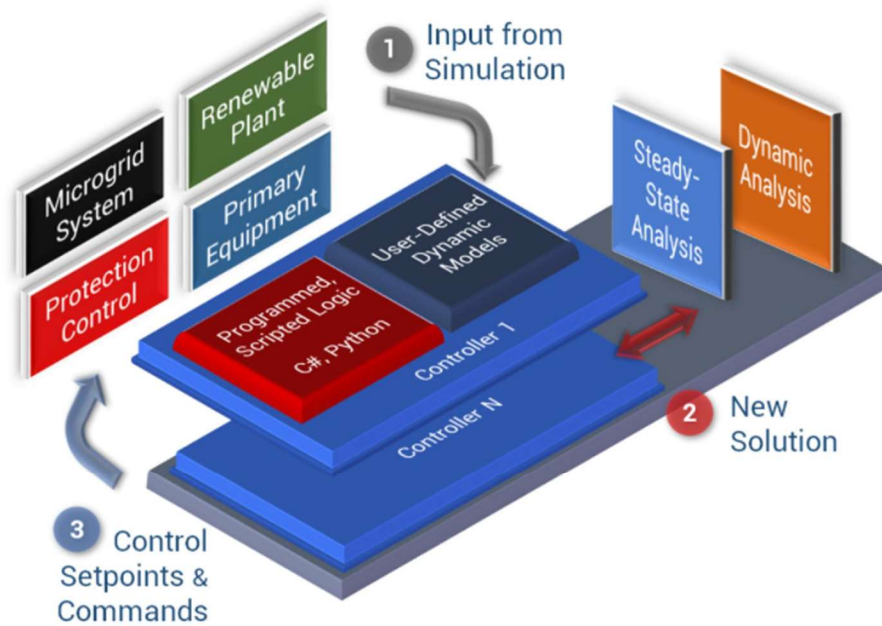 1
Input from
Simulation
Renewable
Plant
Microgrid
System
Primary
Equipment
Protection
Control
Steady-
State
Analysis
Dynamic
Analysis
User-Defined
Dynamic
Models
Programmed,
Scripted Logic
C#, Python
Controller 1
Controller N
2
New
Solution
3
Control
Setpoints &
Commands